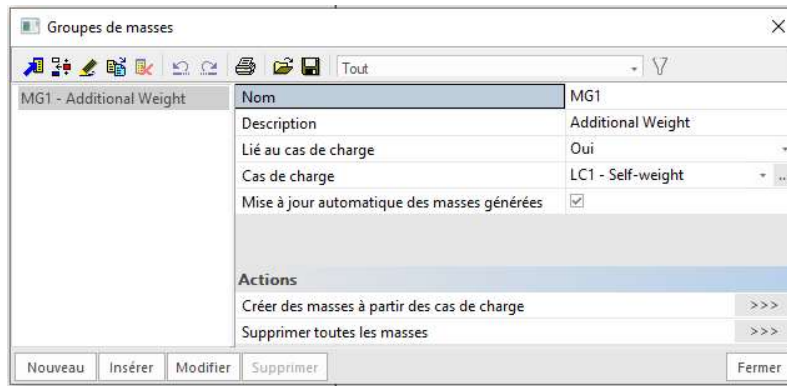 Groupes de masses
Tout
MG1 - Additional Weight
Nom MG1
Description Additional Weight
Lié au cas de charge Oui
Cas de charge LC1 - Self-weight ...
Mise à jour automatique des masses générées
Actions
Créer des masses à partir des cas de charge >>>
Supprimer toutes les masses >>>
Nouveau Insérer Modifier Supprimer Fermer